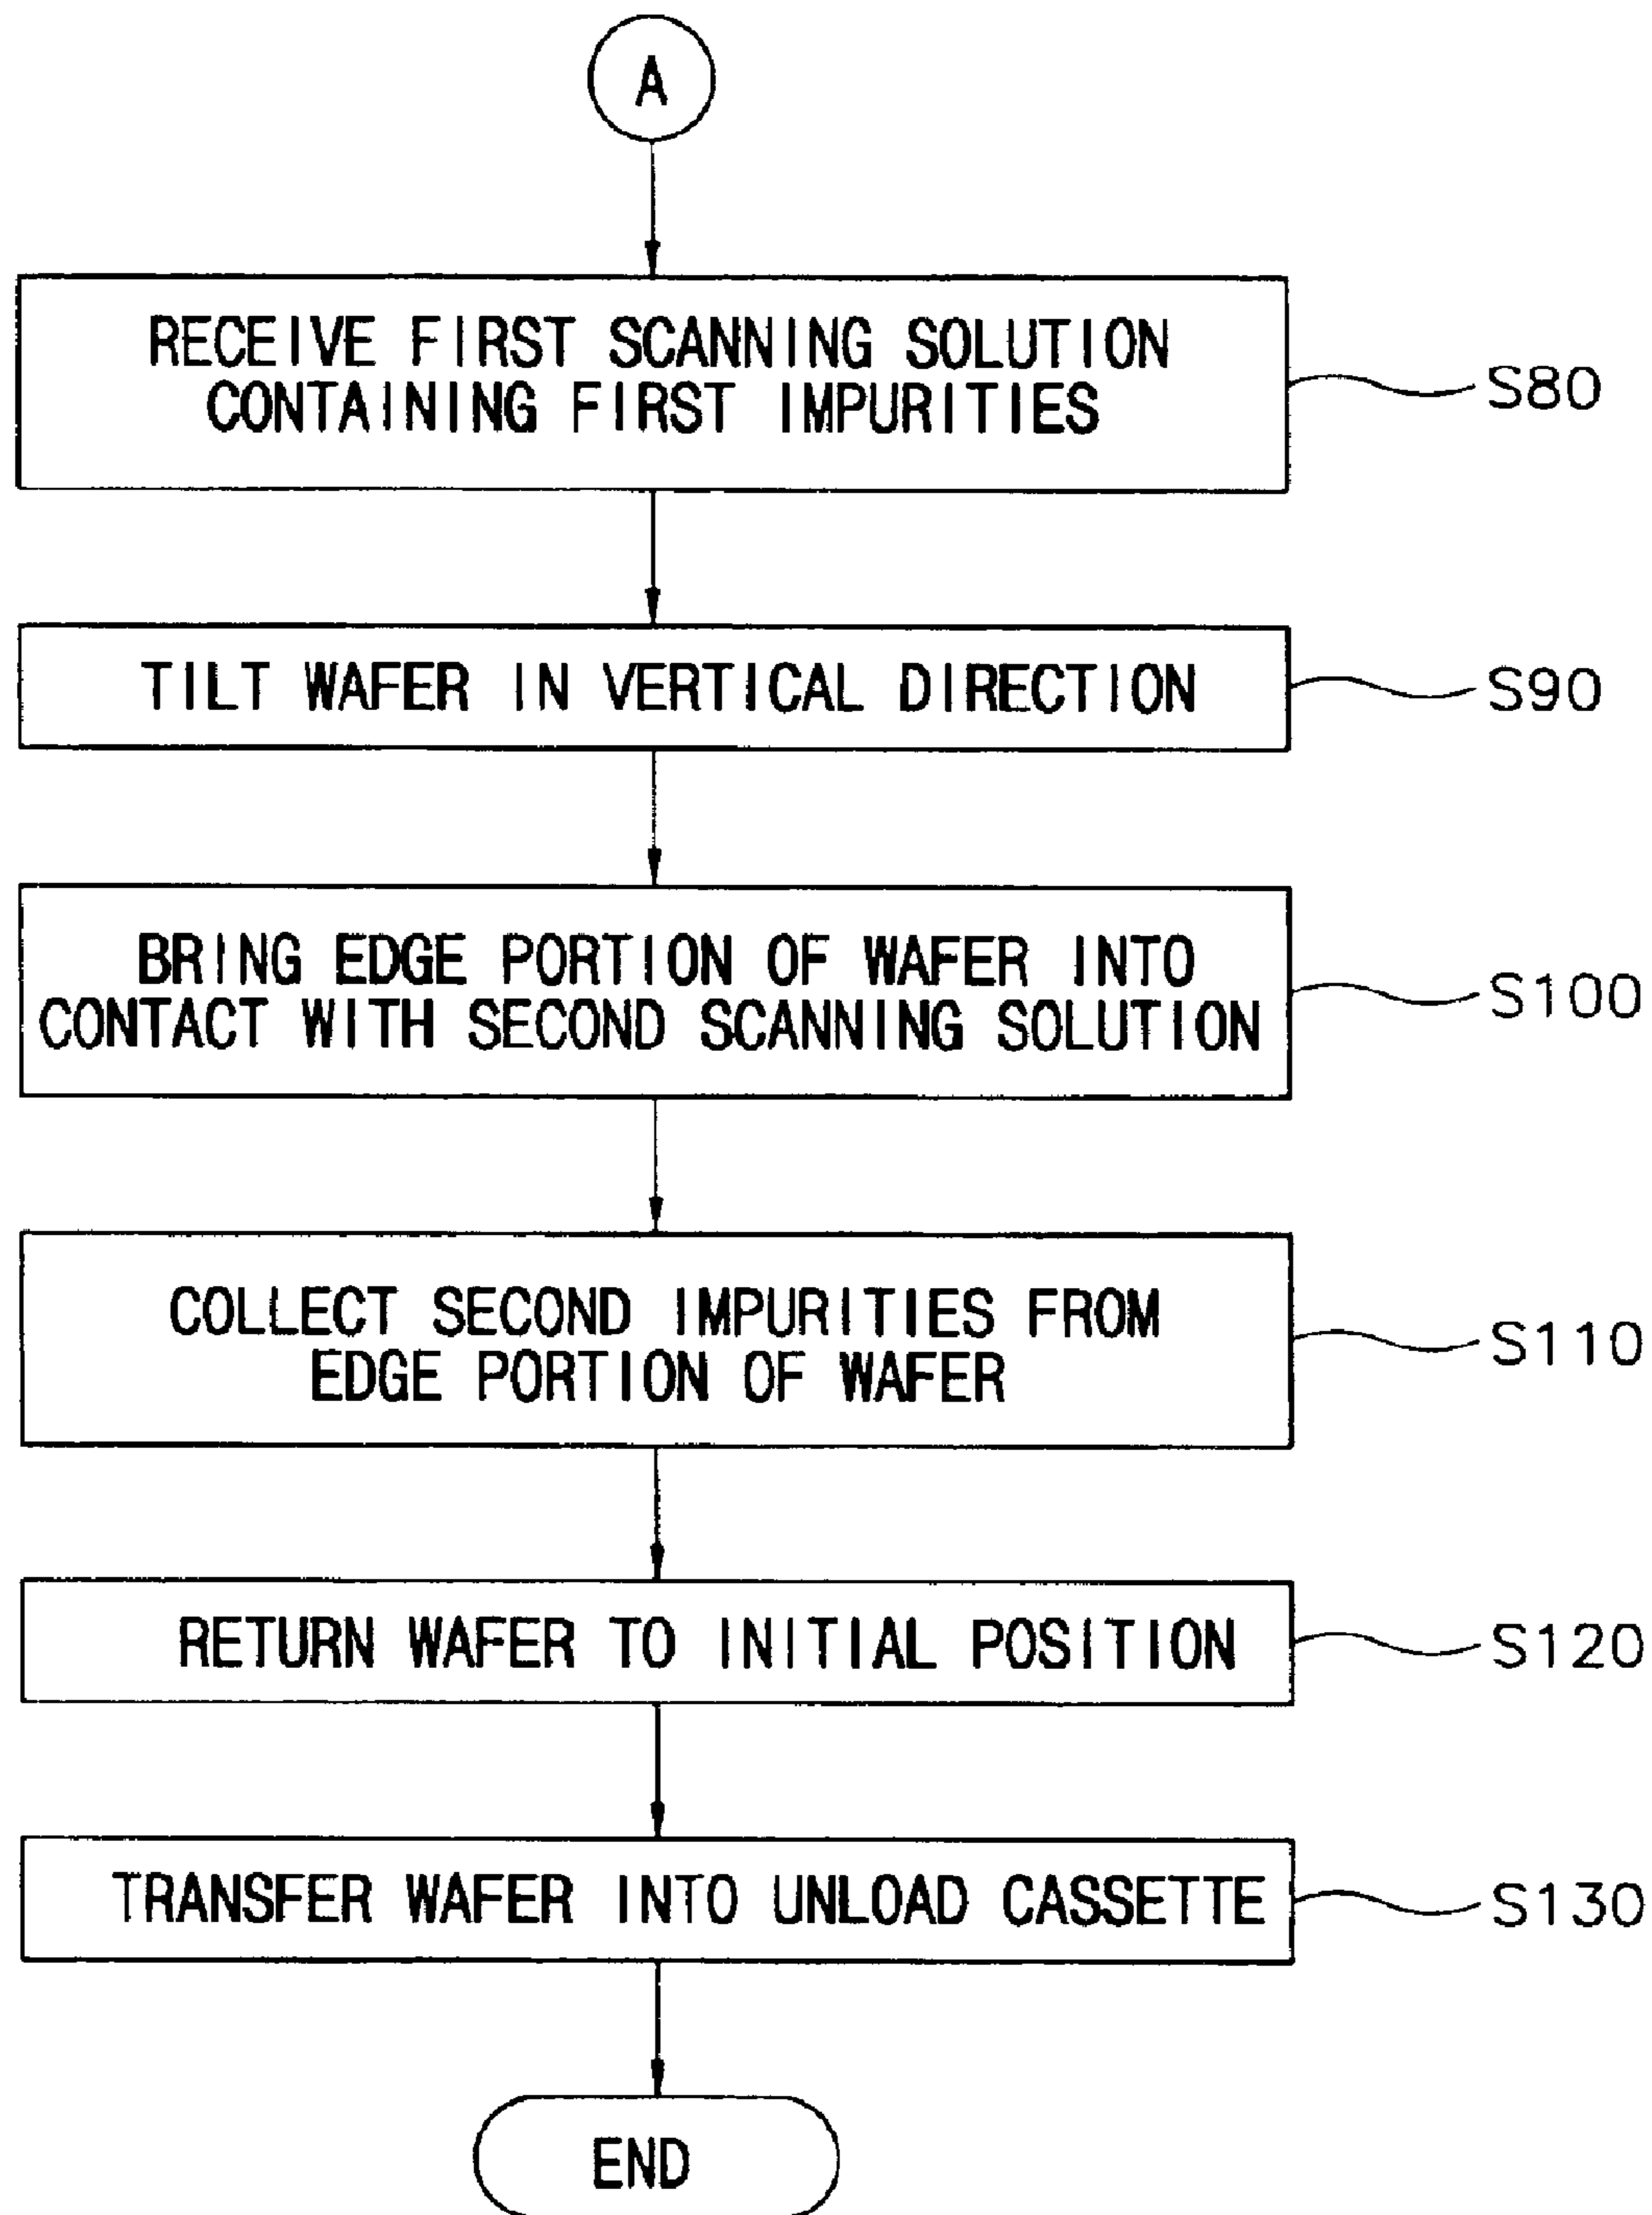 A
RECEIVE FIRST SCANNING SOLUTION
CONTAINING FIRST IMPURITIES
S80
TILT WAFER IN VERTICAL DIRECTION
S90
BRING EDGE PORTION OF WAFER INTO
CONTACT WITH SECOND SCANNING SOLUTION
S100
COLLECT SECOND IMPURITIES FROM
EDGE PORTION OF WAFER
S110
RETURN WAFER TO INITIAL POSITION
S120
TRANSFER WAFER INTO UNLOAD CASSETTE
S130
END